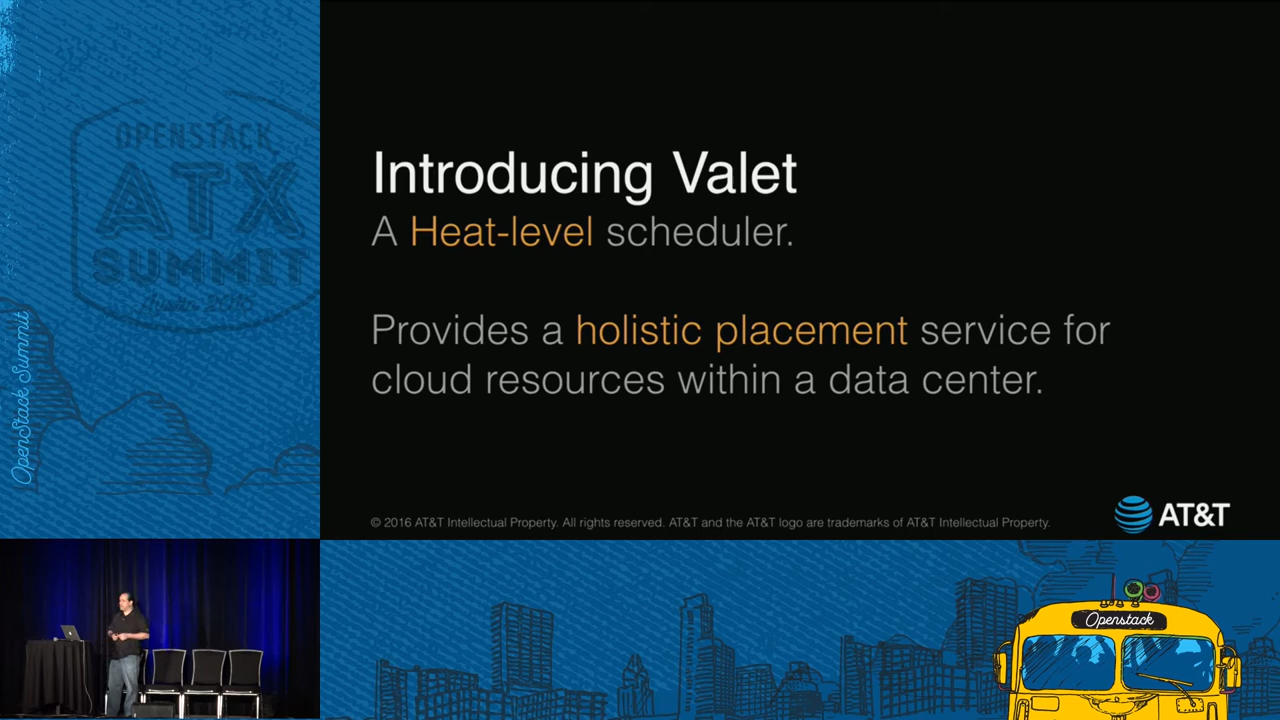 OPENSTACK
ATX
SUMMIT
Austin 2016
OpenStack Summit
Introducing Valet
A Heat-level scheduler.
Provides a holistic placement service for
cloud resources within a data center.
© 2016 AT&T Intellectual Property. All rights reserved. AT&T and the AT&T logo are trademarks of AT&T Intellectual Property.
AT&T
Openstack